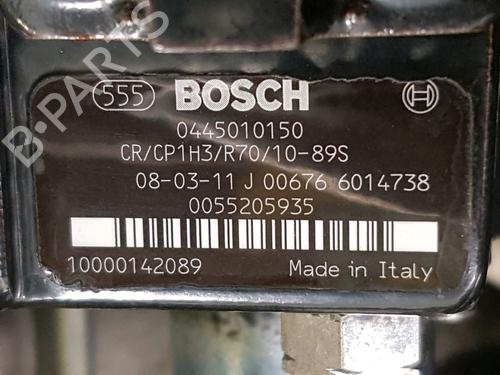 B-PARTS
555 BOSCH
0445010150
CR/CP1H3/R70/10-89S
08-03-11 J 00676 6014738
0055205935
10000142089 Made in Italy